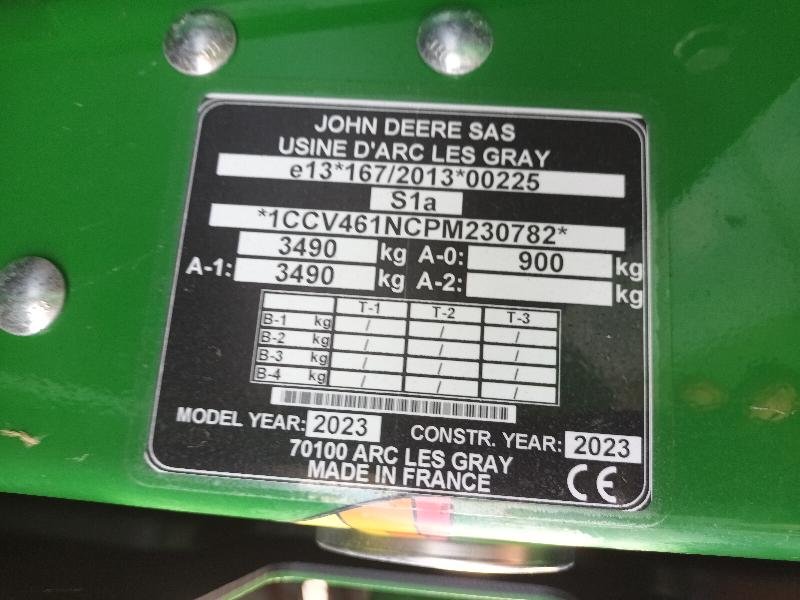 JOHN DEERE SAS
USINE D'ARC LES GRAY
e13*167/2013*00225
S1a
*1CCV461NCPM230782*
3490 kg A-0: 900 kg
A-1: 3490 kg A-2: kg
T-1 T-2 T-3
B-1 kg / / /
B-2 kg / / /
B-3 kg / / /
B-4 kg / / /
MODEL YEAR: 2023 CONSTR. YEAR: 2023
70100 ARC LES GRAY
MADE IN FRANCE CE